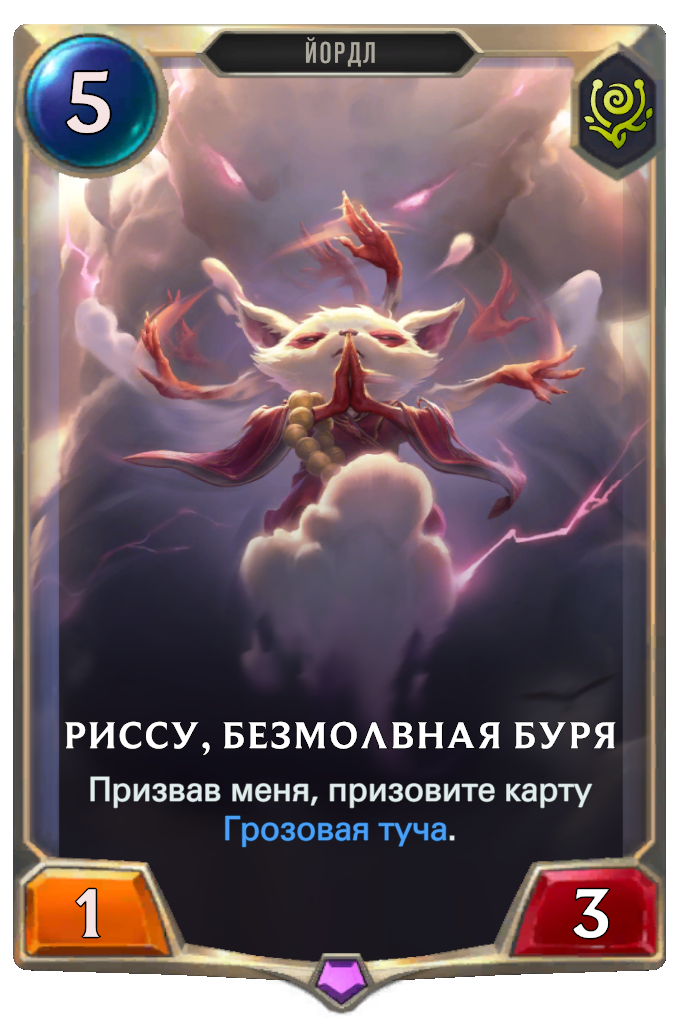 ЙОРДЛ
5
РИССУ, БЕЗМОЛВНАЯ БУРЯ
Призвав меня, призовите карту
Грозовая туча.
1
3